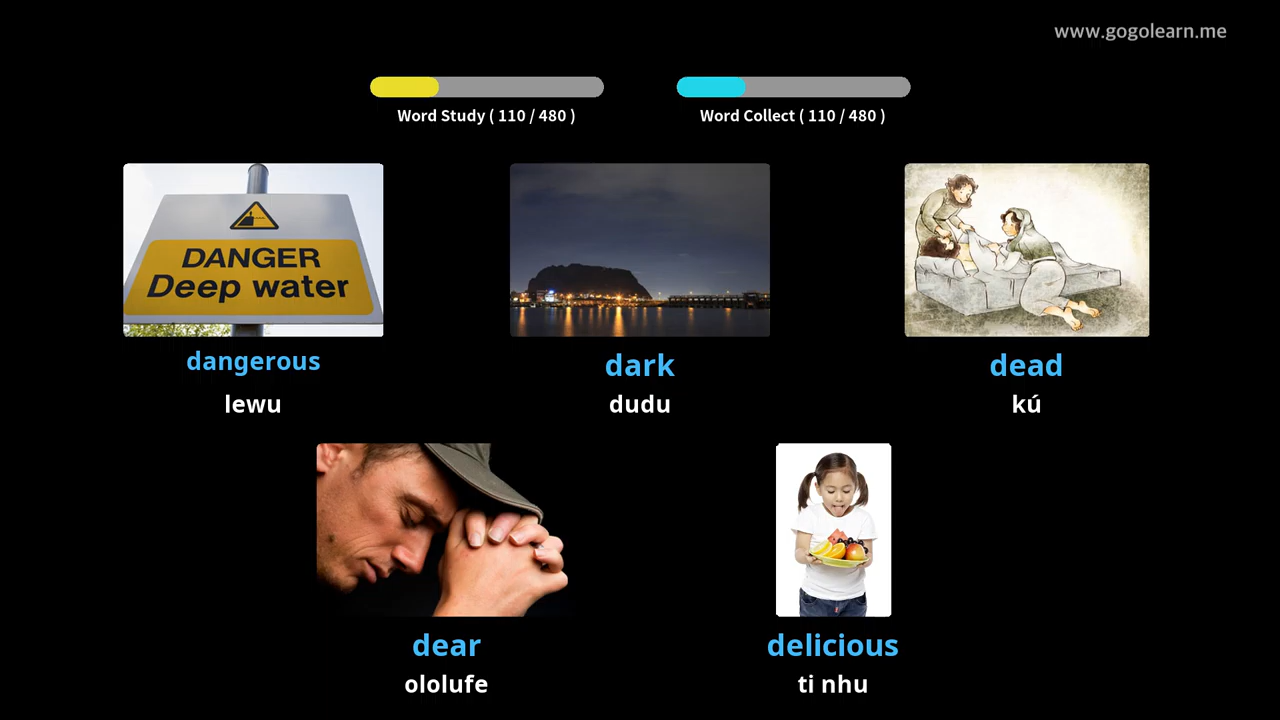 www.gogolearn.me
Word Study ( 110 / 480 )
Word Collect ( 110 / 480 )
DANGER
Deep water
dangerous
dark
dead
lewu
dudu
kú
dear
delicious
ololufe
ti nhu